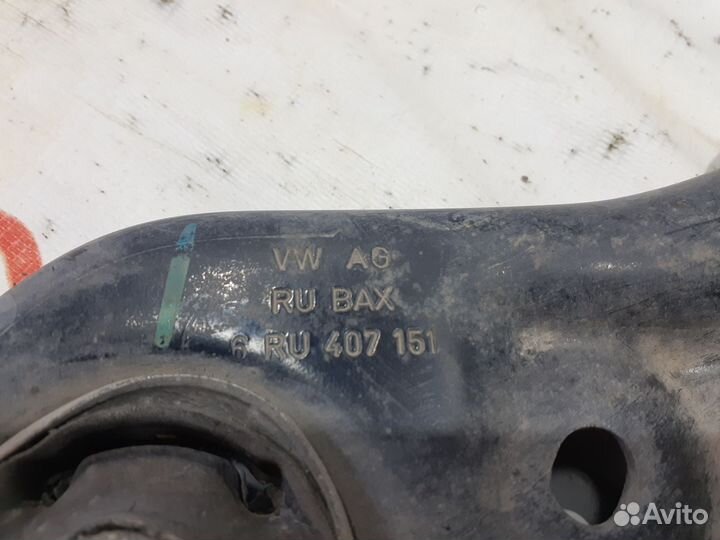 VW AG
RU BAX
6 RU 407 151
Avito